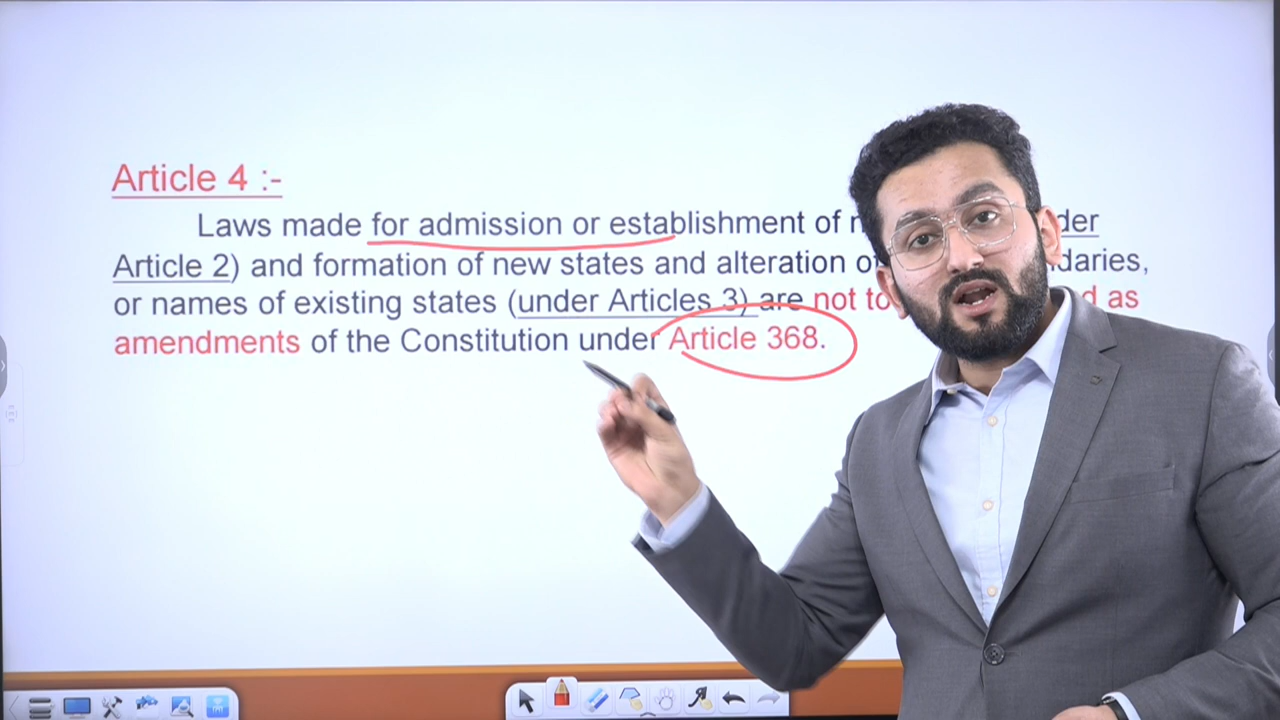 Article 4 :-
Laws made for admission or establishment of
Article 2) and formation of new states and alteration of
or names of existing states (under Articles 3) are not to as
amendments of the Constitution under Article 368.